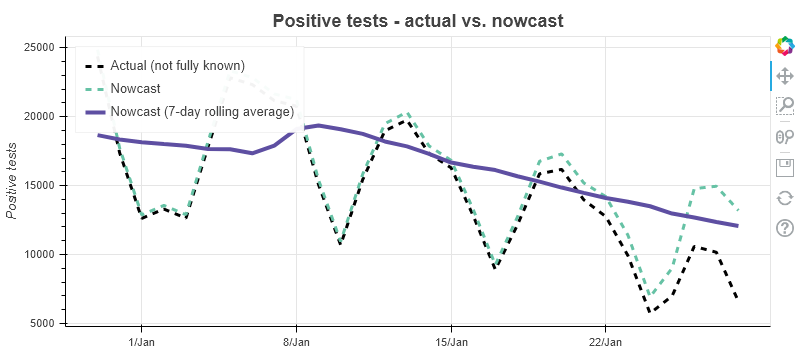 Positive tests - actual vs. nowcast
25000
20000
15000
10000
5000
Positive tests
Actual (not fully known)
Nowcast
Nowcast (7-day rolling average)
1/Jan
8/Jan
15/Jan
22/Jan